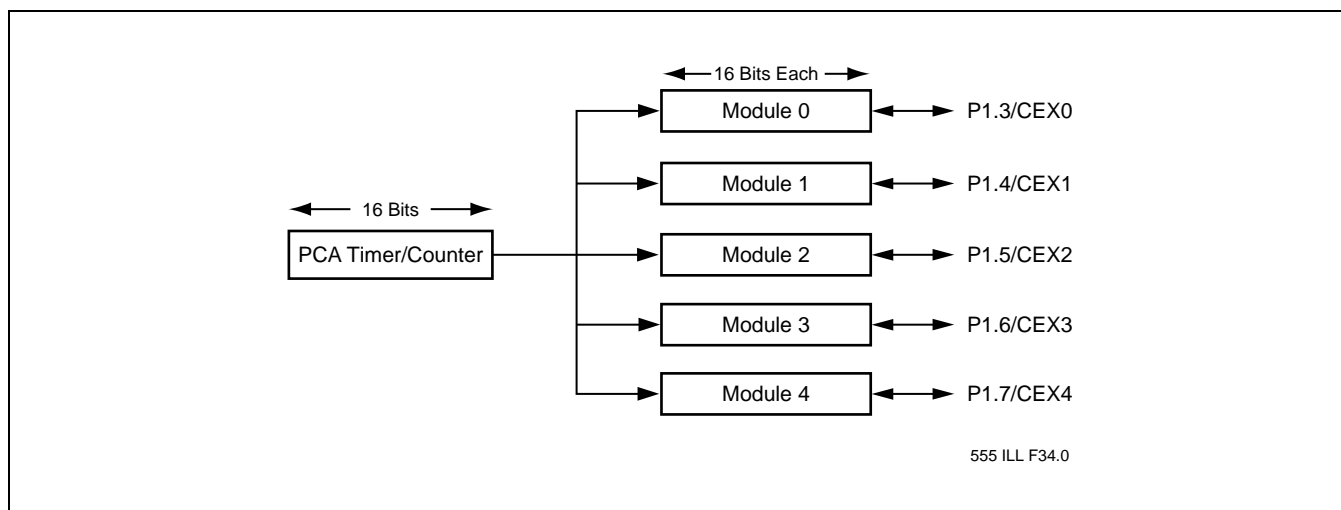 16 Bits Each
Module 0
P1.3/CEX0
Module 1
P1.4/CEX1
16 Bits
PCA Timer/Counter
Module 2
P1.5/CEX2
Module 3
P1.6/CEX3
Module 4
P1.7/CEX4
555 ILL F34.0